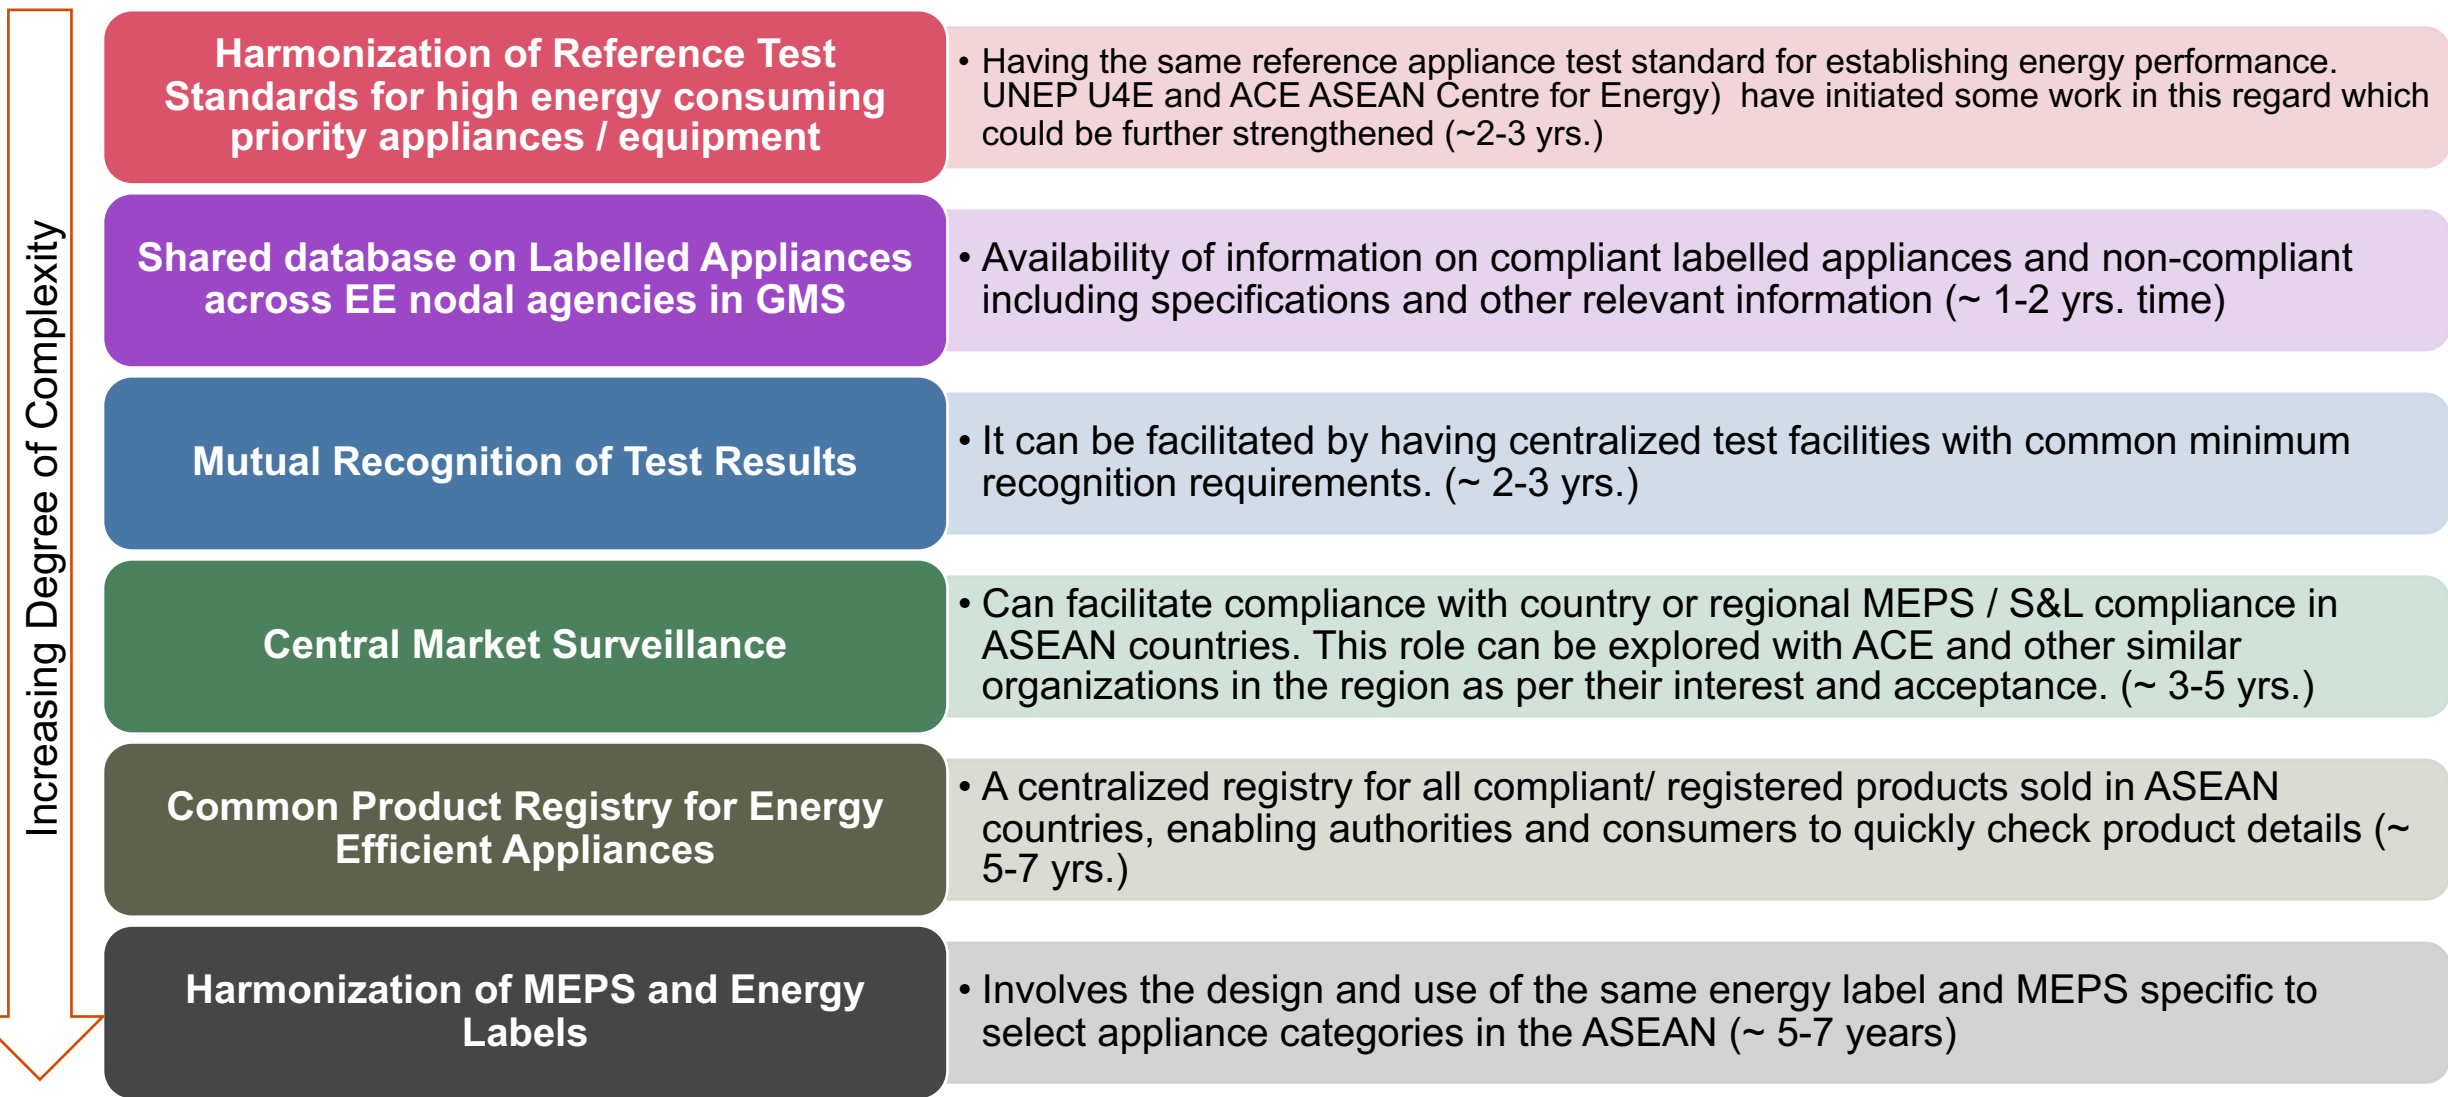 Increasing Degree of Complexity
Harmonization of Reference Test
Standards for high energy consuming
priority appliances / equipment
• Having the same reference appliance test standard for establishing energy performance.
UNEP U4E and ACE ASEAN Centre for Energy)  have initiated some work in this regard which
could be further strengthened (~2-3 yrs.)
Shared database on Labelled Appliances
across EE nodal agencies in GMS
• Availability of information on compliant labelled appliances and non-compliant
including specifications and other relevant information (~ 1-2 yrs. time)
Mutual Recognition of Test Results
• It can be facilitated by having centralized test facilities with common minimum
recognition requirements. (~ 2-3 yrs.)
Central Market Surveillance
• Can facilitate compliance with country or regional MEPS / S&L compliance in
ASEAN countries. This role can be explored with ACE and other similar
organizations in the region as per their interest and acceptance. (~ 3-5 yrs.)
Common Product Registry for Energy
Efficient Appliances
• A centralized registry for all compliant/ registered products sold in ASEAN
countries, enabling authorities and consumers to quickly check product details (~
5-7 yrs.)
Harmonization of MEPS and Energy
Labels
• Involves the design and use of the same energy label and MEPS specific to
select appliance categories in the ASEAN (~ 5-7 years)